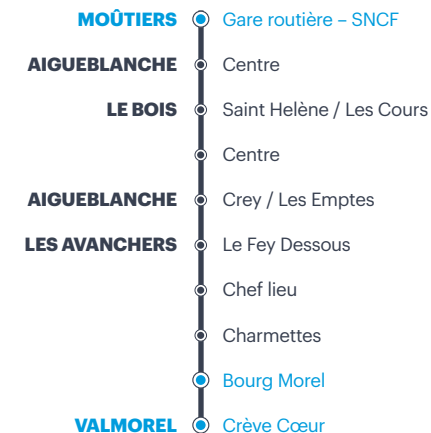 MOÛTIERS Gare routière – SNCF
AIGUEBLANCHE Centre
LE BOIS Saint Helène / Les Cours
Centre
AIGUEBLANCHE Crey / Les Emptes
LES AVANCHERS Le Fey Dessous
Chef lieu
Charmettes
Bourg Morel
VALMOREL Crève Cœur